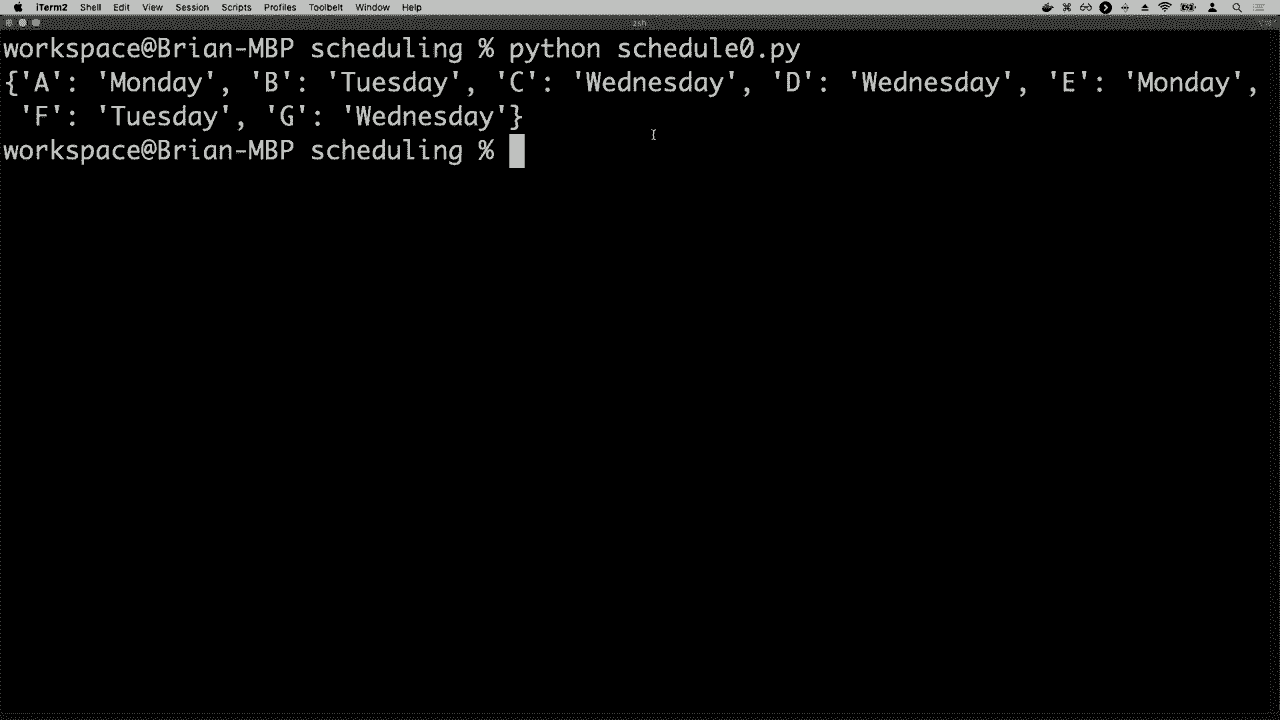 iTerm2 Shell Edit View Session Scripts Profiles Toolbelt Window Help
zsh
workspace@Brian-MBP scheduling % python schedule0.py
{'A': 'Monday', 'B': 'Tuesday', 'C': 'Wednesday', 'D': 'Wednesday', 'E': 'Monday',
'F': 'Tuesday', 'G': 'Wednesday'}
workspace@Brian-MBP scheduling %